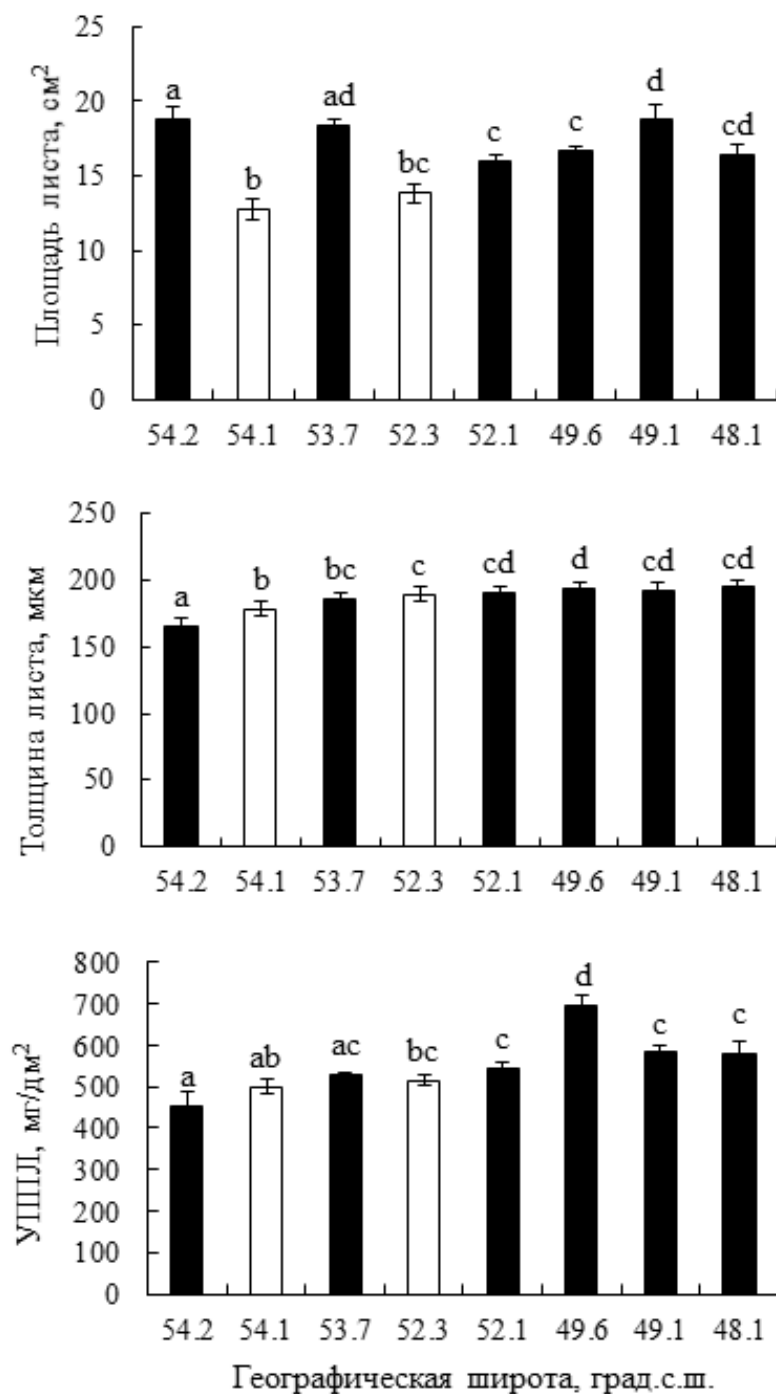 Площадь листа, см²
25
20
15
10
5
0
a
b
ad
bc
c
c
d
cd
54.2 54.1 53.7 52.3 52.1 49.6 49.1 48.1
Толщина листа, мкм
250
200
150
100
50
0
a
b
bc
c
cd
d
cd
cd
54.2 54.1 53.7 52.3 52.1 49.6 49.1 48.1
УППЛ, мг/дм²
800
700
600
500
400
300
200
100
0
a
ab
ac
bc
c
d
c
c
54.2 54.1 53.7 52.3 52.1 49.6 49.1 48.1
Географическая широта, град.с.ш.